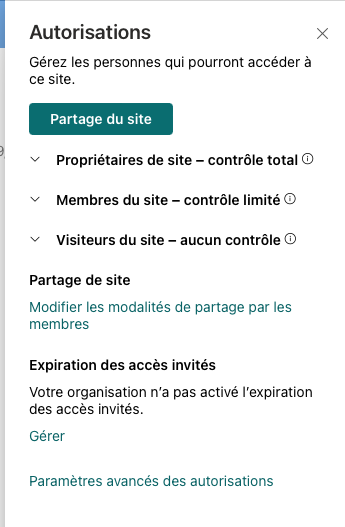 Autorisations
Gérez les personnes qui pourront accéder à
ce site.
Partage du site
Propriétaires de site – contrôle total
Membres du site – contrôle limité
Visiteurs du site – aucun contrôle
Partage de site
Modifier les modalités de partage par les
membres
Expiration des accès invités
Votre organisation n’a pas activé l’expiration
des accès invités.
Gérer
Paramètres avancés des autorisations